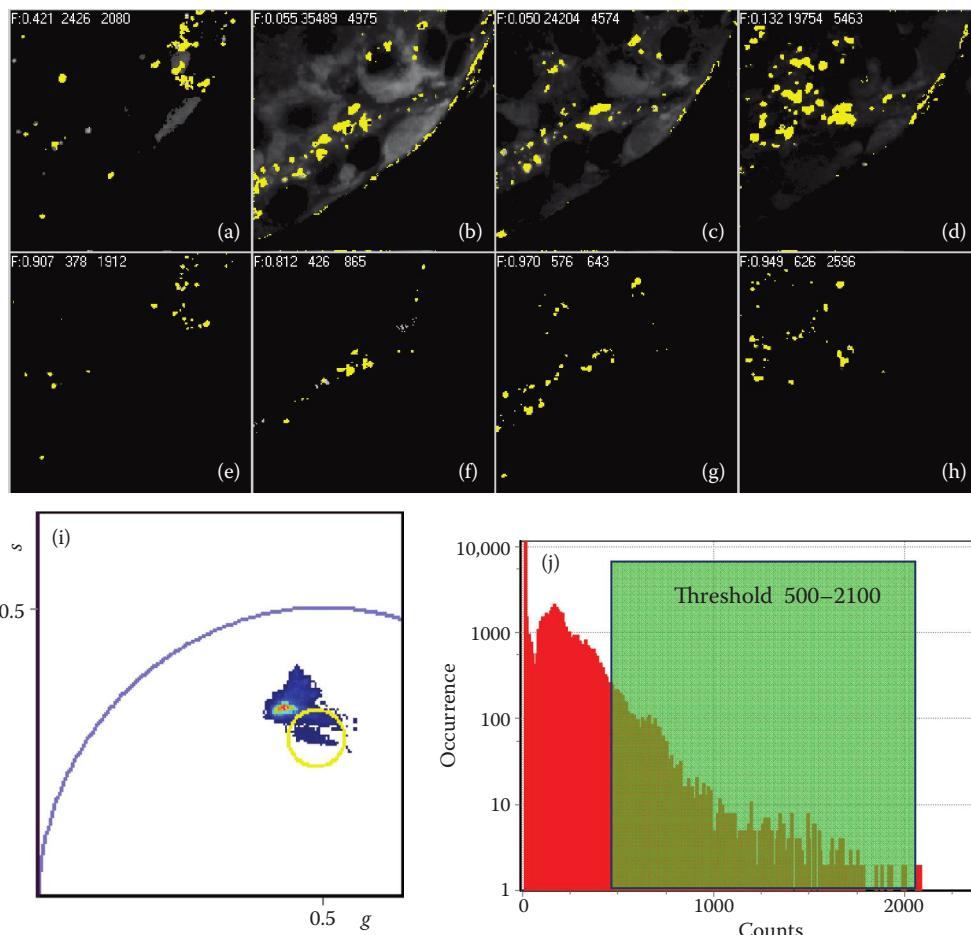 F:0.421 2426 2080
F:0.055 35489 4975
F:0.050 24204 4574
F:0.132 19754 5463
(a)
(b)
(c)
(d)
F:0.907 378 1912
F:0.812 426 865
F:0.970 576 643
F:0.949 626 2596
(e)
(f)
(g)
(h)
(i)
s
0.5
0.5
g
(j)
10,000
1000
100
10
1
Occurrence
Threshold 500–2100
0
1000
2000
Counts